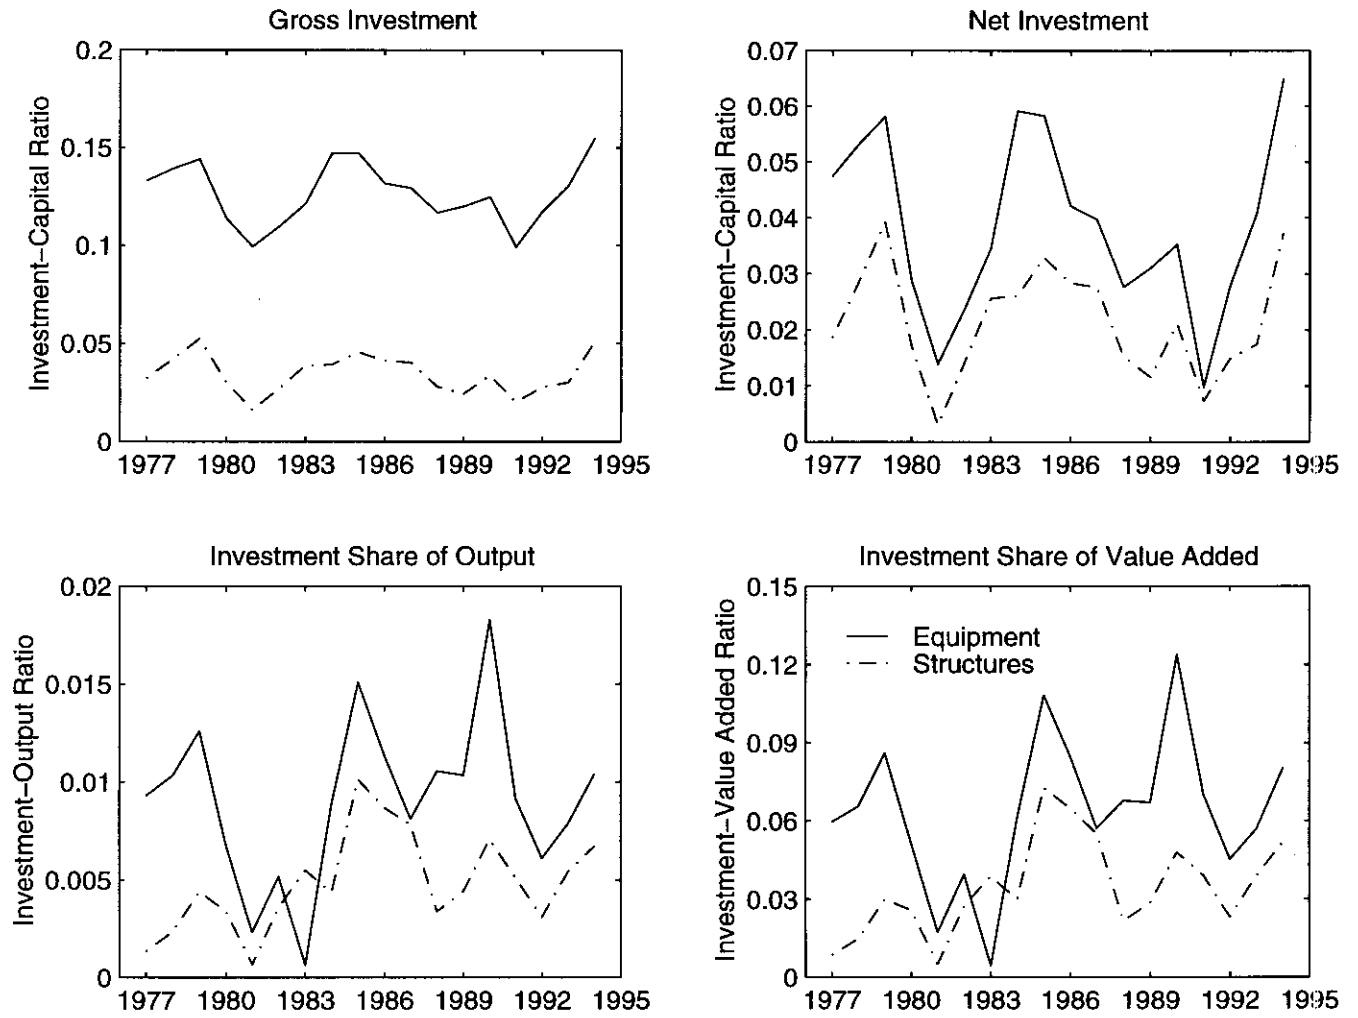 Gross Investment
Investment–Capital Ratio
0.2
0.15
0.1
0.05
0
1977 1980 1983 1986 1989 1992 1995
Net Investment
Investment–Capital Ratio
0.07
0.06
0.05
0.04
0.03
0.02
0.01
0
1977 1980 1983 1986 1989 1992 1995
Investment Share of Output
Investment–Output Ratio
0.02
0.015
0.01
0.005
0
1977 1980 1983 1986 1989 1992 1995
Investment Share of Value Added
Investment–Value Added Ratio
0.15
0.12
0.09
0.06
0.03
0
Equipment
Structures
1977 1980 1983 1986 1989 1992 1995